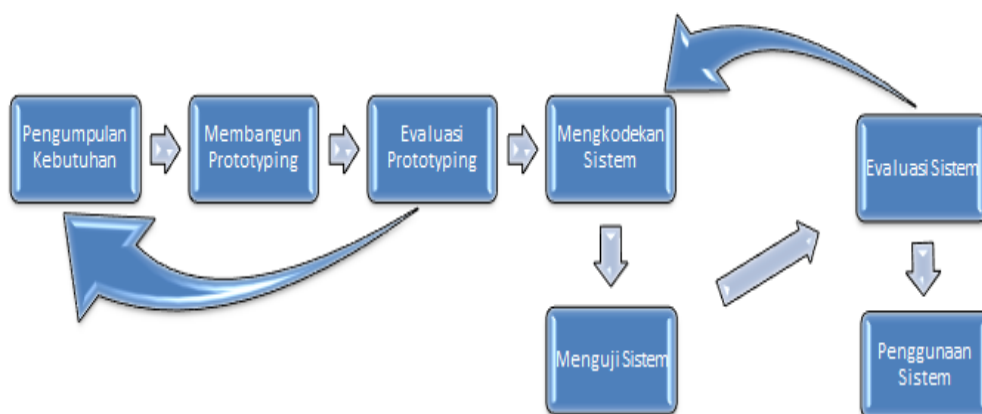 Pengumpulan
Kebutuhan
Membangun
Prototyping
Evaluasi
Prototyping
Mengkodekan
Sistem
Evaluasi Sistem
Menguji Sistem
Penggunaan
Sistem